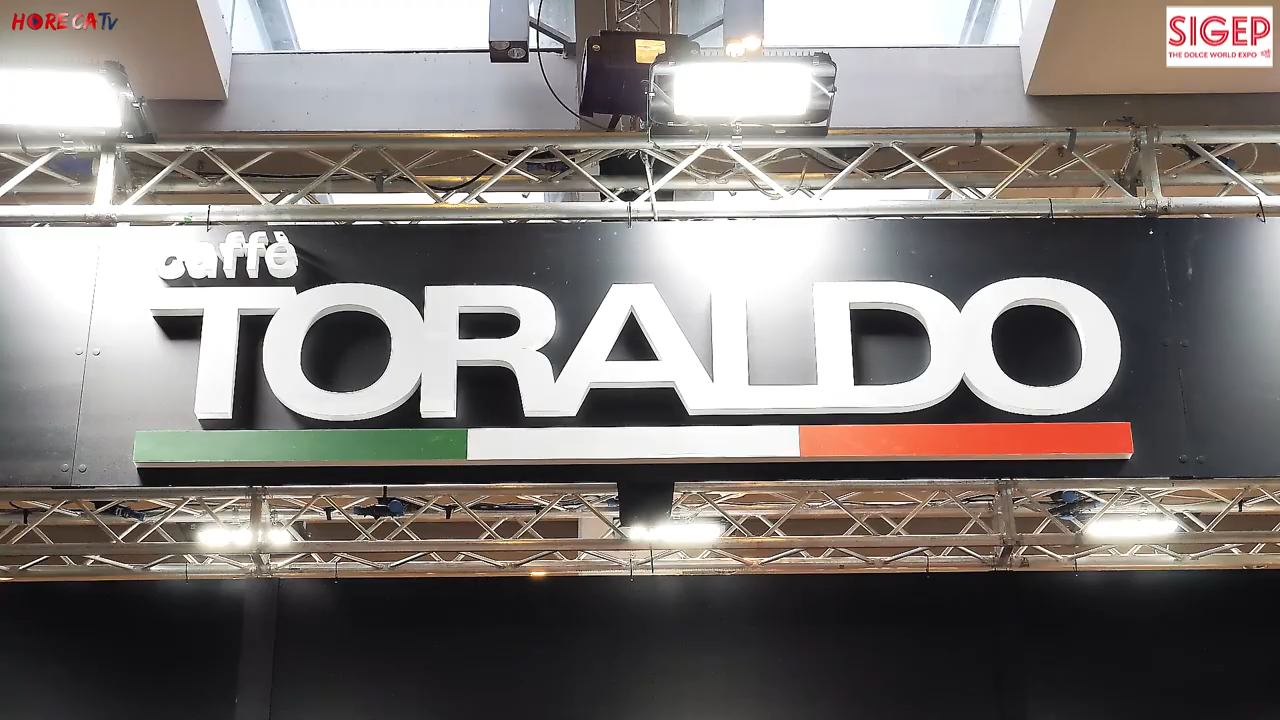 HORECATv
SIGEP
THE DOLCE WORLD EXPO
caffè
TORALDO